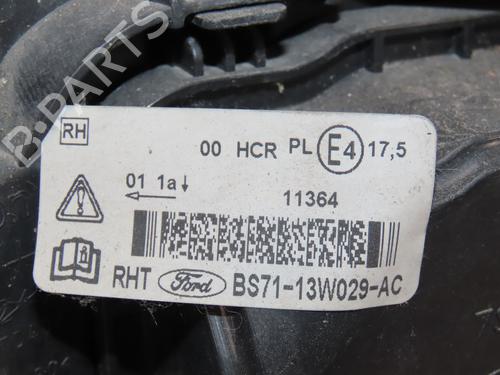 B-PARTS
RH
00 HCR PL E4 17,5
01 1a
11364
RHT Ford BS71-13W029-AC